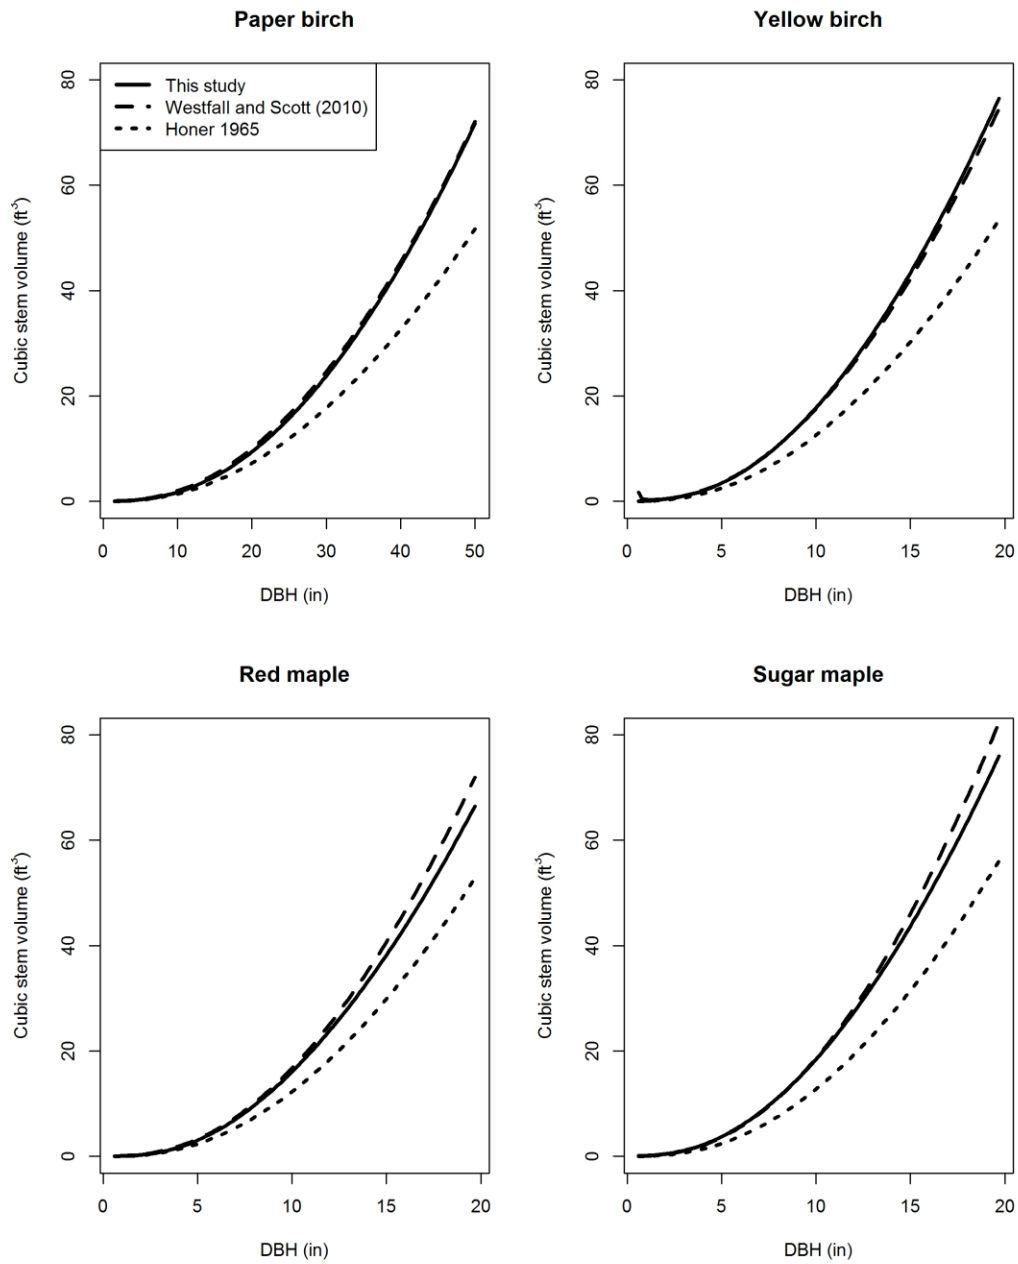 Paper birch
This study
Westfall and Scott (2010)
Honer 1965
Cubic stem volume (ft³)
80
60
40
20
0
0 10 20 30 40 50
DBH (in)
Yellow birch
Cubic stem volume (ft³)
80
60
40
20
0
0 5 10 15 20
DBH (in)
Red maple
Cubic stem volume (ft³)
80
60
40
20
0
0 5 10 15 20
DBH (in)
Sugar maple
Cubic stem volume (ft³)
80
60
40
20
0
0 5 10 15 20
DBH (in)